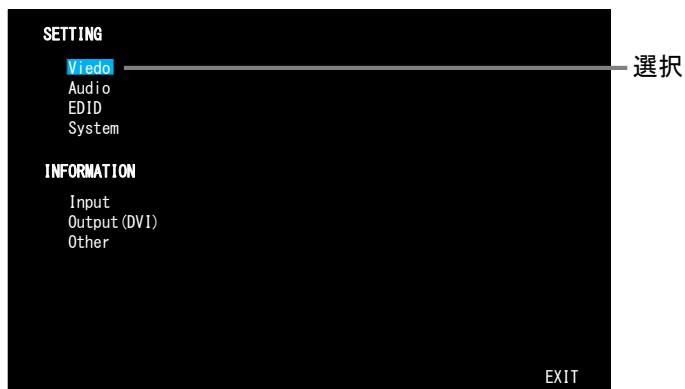 SETTING
Viedo
選択
Audio
EDID
System
INFORMATION
Input
Output(DVI)
Other
EXIT